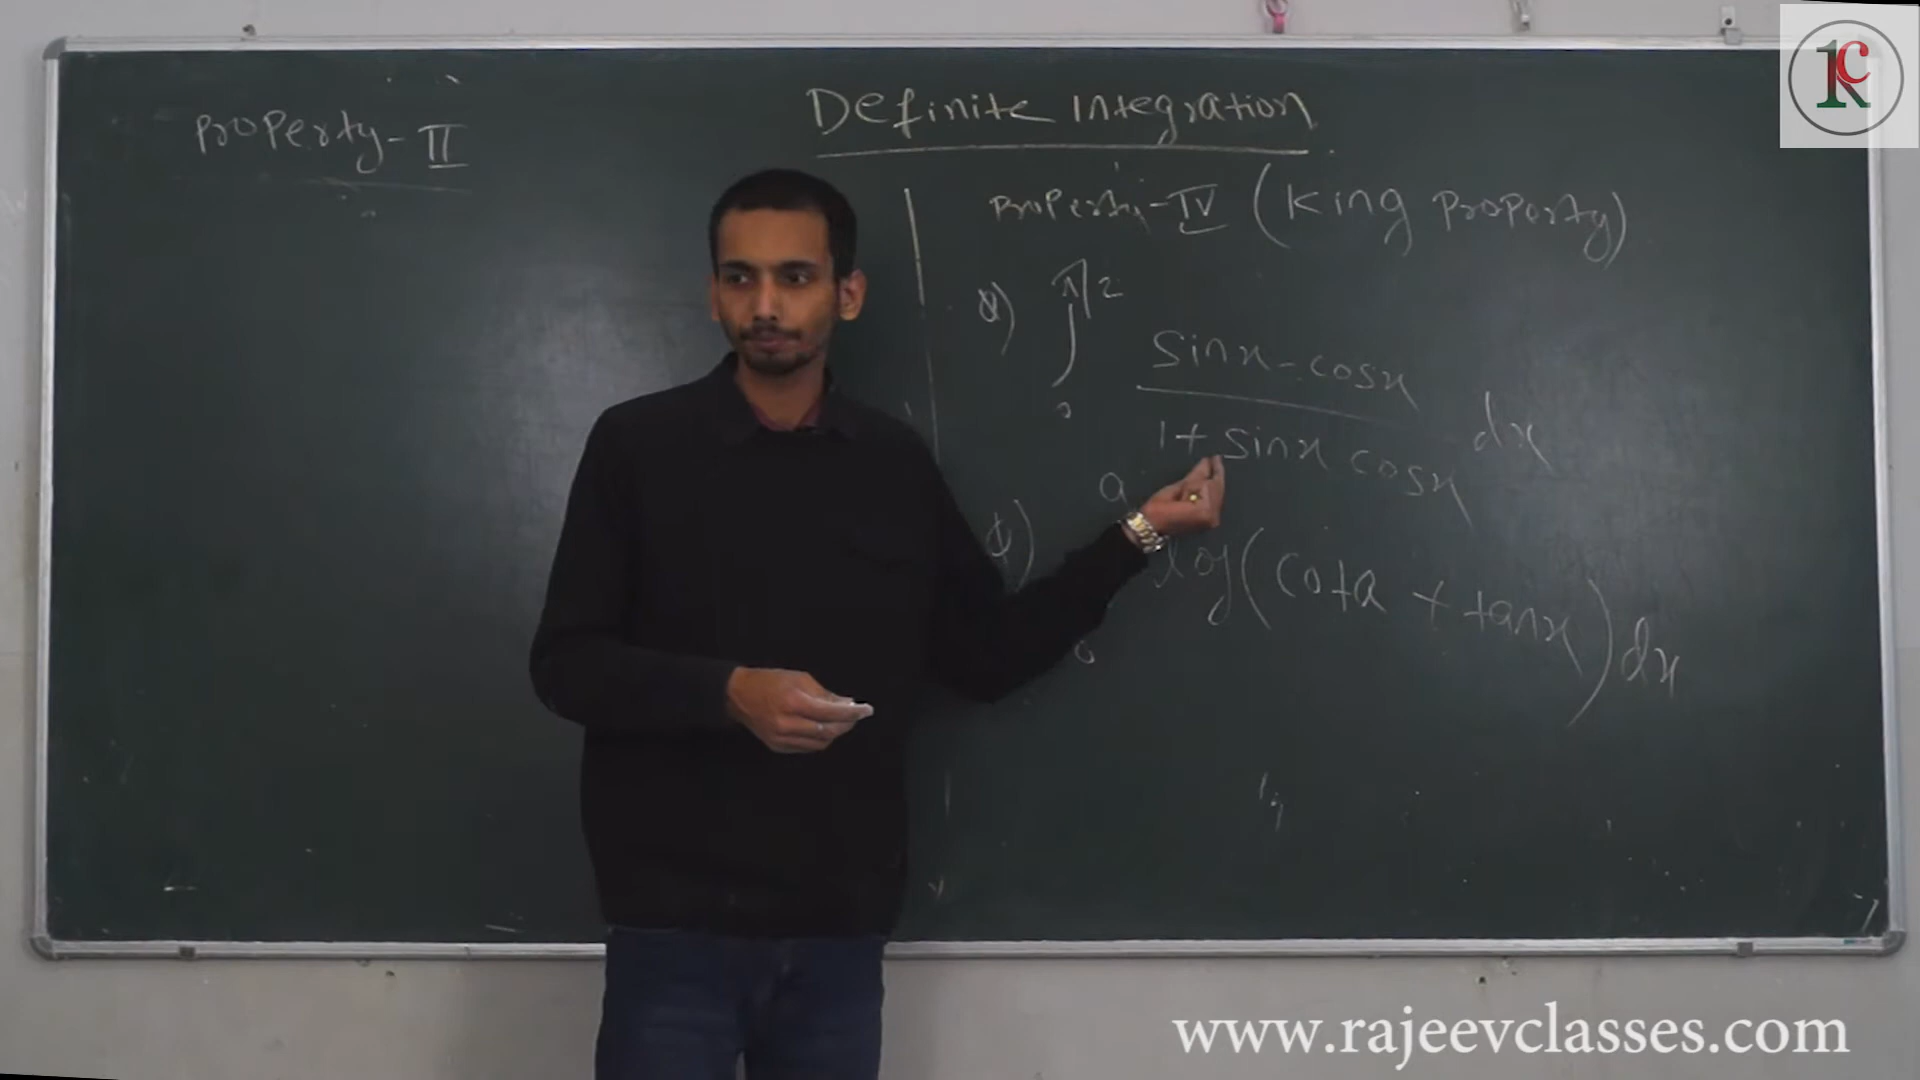 Definite Integration
Property-II
Property-IV (King Property)
Q) ∫ π/2 0 sinx-cosx / 1+sinx cosx dx
a 0 log(cota + tanx)dx
1Rc
www.rajeevclasses.com